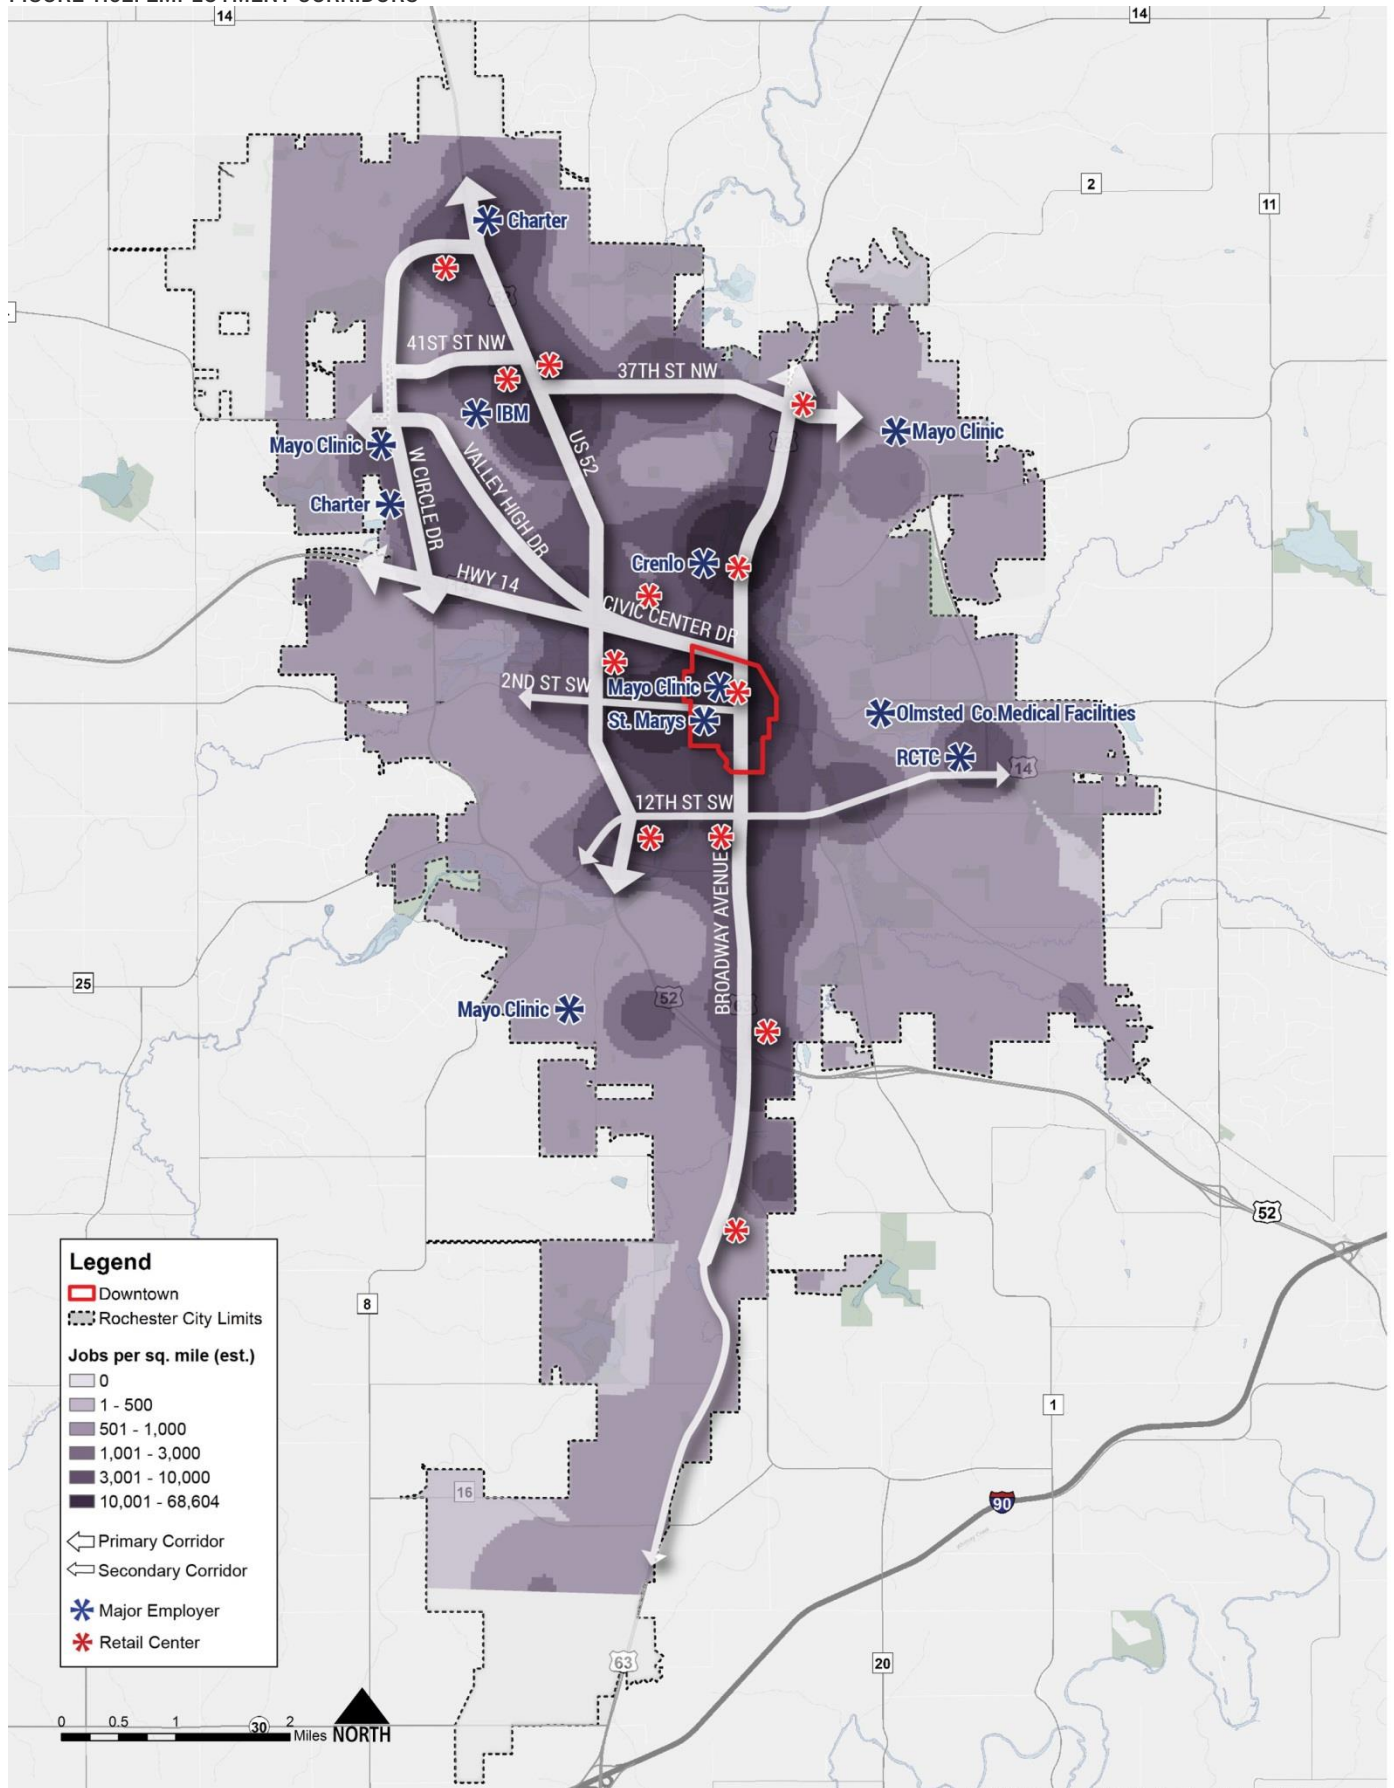 14
14
2
11
Charter
41ST ST NW
37TH ST NW
IBM
Mayo Clinic
Mayo Clinic
US 52
VALLEY HIGH DR
W CIRCLE DR
Charter
Crenlo
HWY 14
CIVIC CENTER DR
2ND ST SW
Mayo Clinic
St. Marys
Olmsted Co.Medical Facilities
RCTC
14
12TH ST SW
BROADWAY AVENUE
25
52
63
Mayo Clinic
52
8
1
16
90
63
20
30
Legend
Downtown
Rochester City Limits
Jobs per sq. mile (est.)
0
1 - 500
501 - 1,000
1,001 - 3,000
3,001 - 10,000
10,001 - 68,604
Primary Corridor
Secondary Corridor
Major Employer
Retail Center
0 0.5 1 2
Miles NORTH